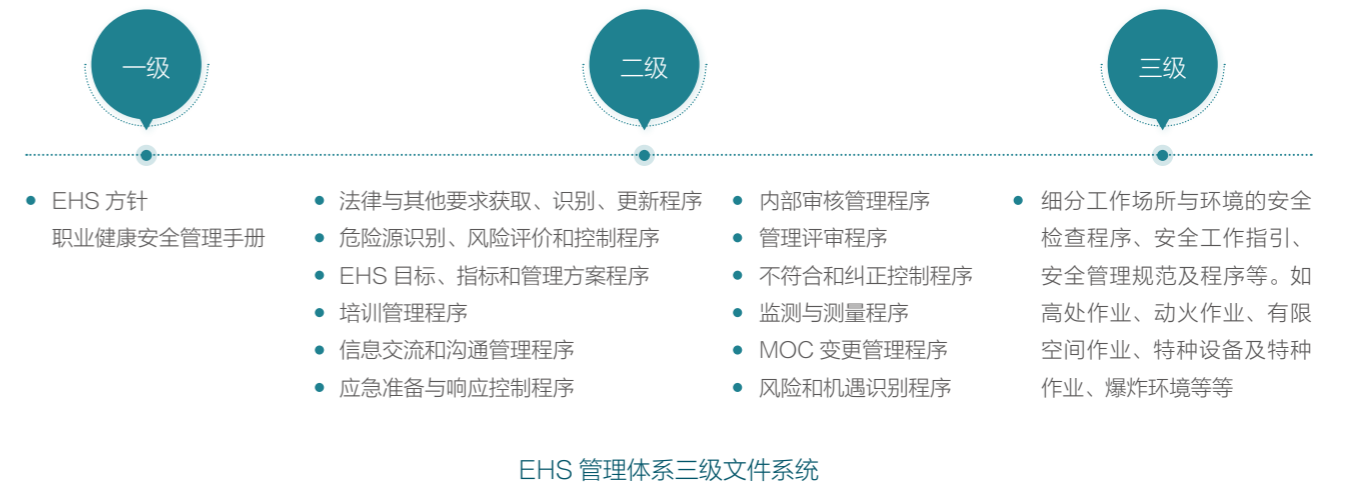 一级
二级
三级
EHS 方针
职业健康安全管理手册
法律与其他要求获取、识别、更新程序
危险源识别、风险评价和控制程序
EHS 目标、指标和管理方案程序
培训管理程序
信息交流和沟通管理程序
应急准备与响应控制程序
内部审核管理程序
管理评审程序
不符合和纠正控制程序
监测与测量程序
MOC 变更管理程序
风险和机遇识别程序
细分工作场所与环境的安全
检查程序、安全工作指引、
安全管理规范及程序等。如
高处作业、动火作业、有限
空间作业、特种设备及特种
作业、爆炸环境等等
EHS 管理体系三级文件系统